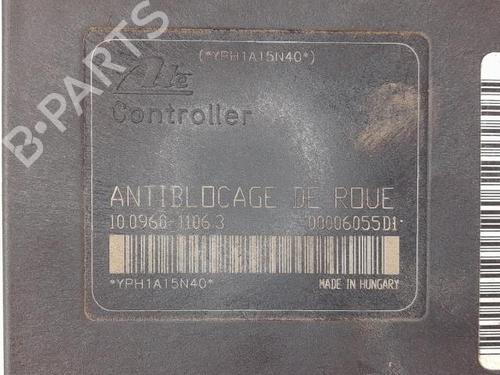 (*YPH1A15N40*)
Ate
Controller
ANTIBLOCAGE DE ROUE
10.0960-1106.3 00006055D1
*YPH1A15N40* MADE IN HUNGARY
B-PARTS